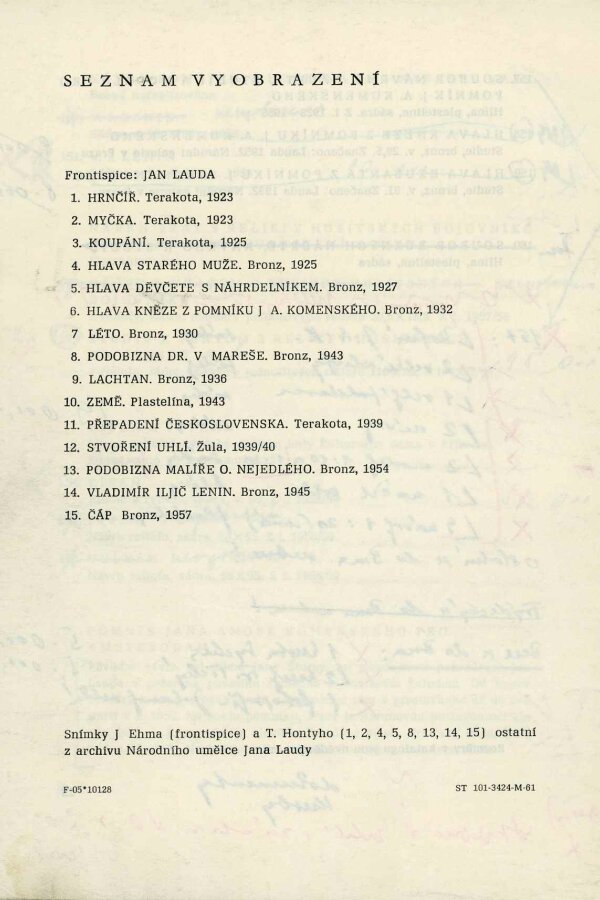 SEZNAM VYOBRAZENÍ
Frontispice: JAN LAUDA
1. HRNČÍŘ. Terakota, 1923
2. MYČKA. Terakota, 1923
3. KOUPÁNÍ. Terakota, 1925
4. HLAVA STARÉHO MUŽE. Bronz, 1925
5. HLAVA DĚVČETE S NÁHRDELNÍKEM. Bronz, 1927
6. HLAVA KNĚZE Z POMNÍKU J A. KOMENSKÉHO. Bronz, 1932
7 LÉTO. Bronz, 1930
8. PODOBIZNA DR. V MAREŠE. Bronz, 1943
9. LACHTAN. Bronz, 1936
10. ZEMĚ. Plastelína, 1943
11. PŘEPADENÍ ČESKOSLOVENSKA. Terakota, 1939
12. STVOŘENÍ UHLÍ. Žula, 1939/40
13. PODOBIZNA MALÍŘE O. NEJEDLÉHO. Bronz, 1954
14. VLADIMÍR ILJIČ LENIN. Bronz, 1945
15. ČÁP Bronz, 1957
Snímky J Ehma (frontispice) a T. Hontyho (1, 2, 4, 5, 8, 13, 14, 15) ostatní
z archivu Národního umělce Jana Laudy
F-05*10128
ST 101-3424-M-61